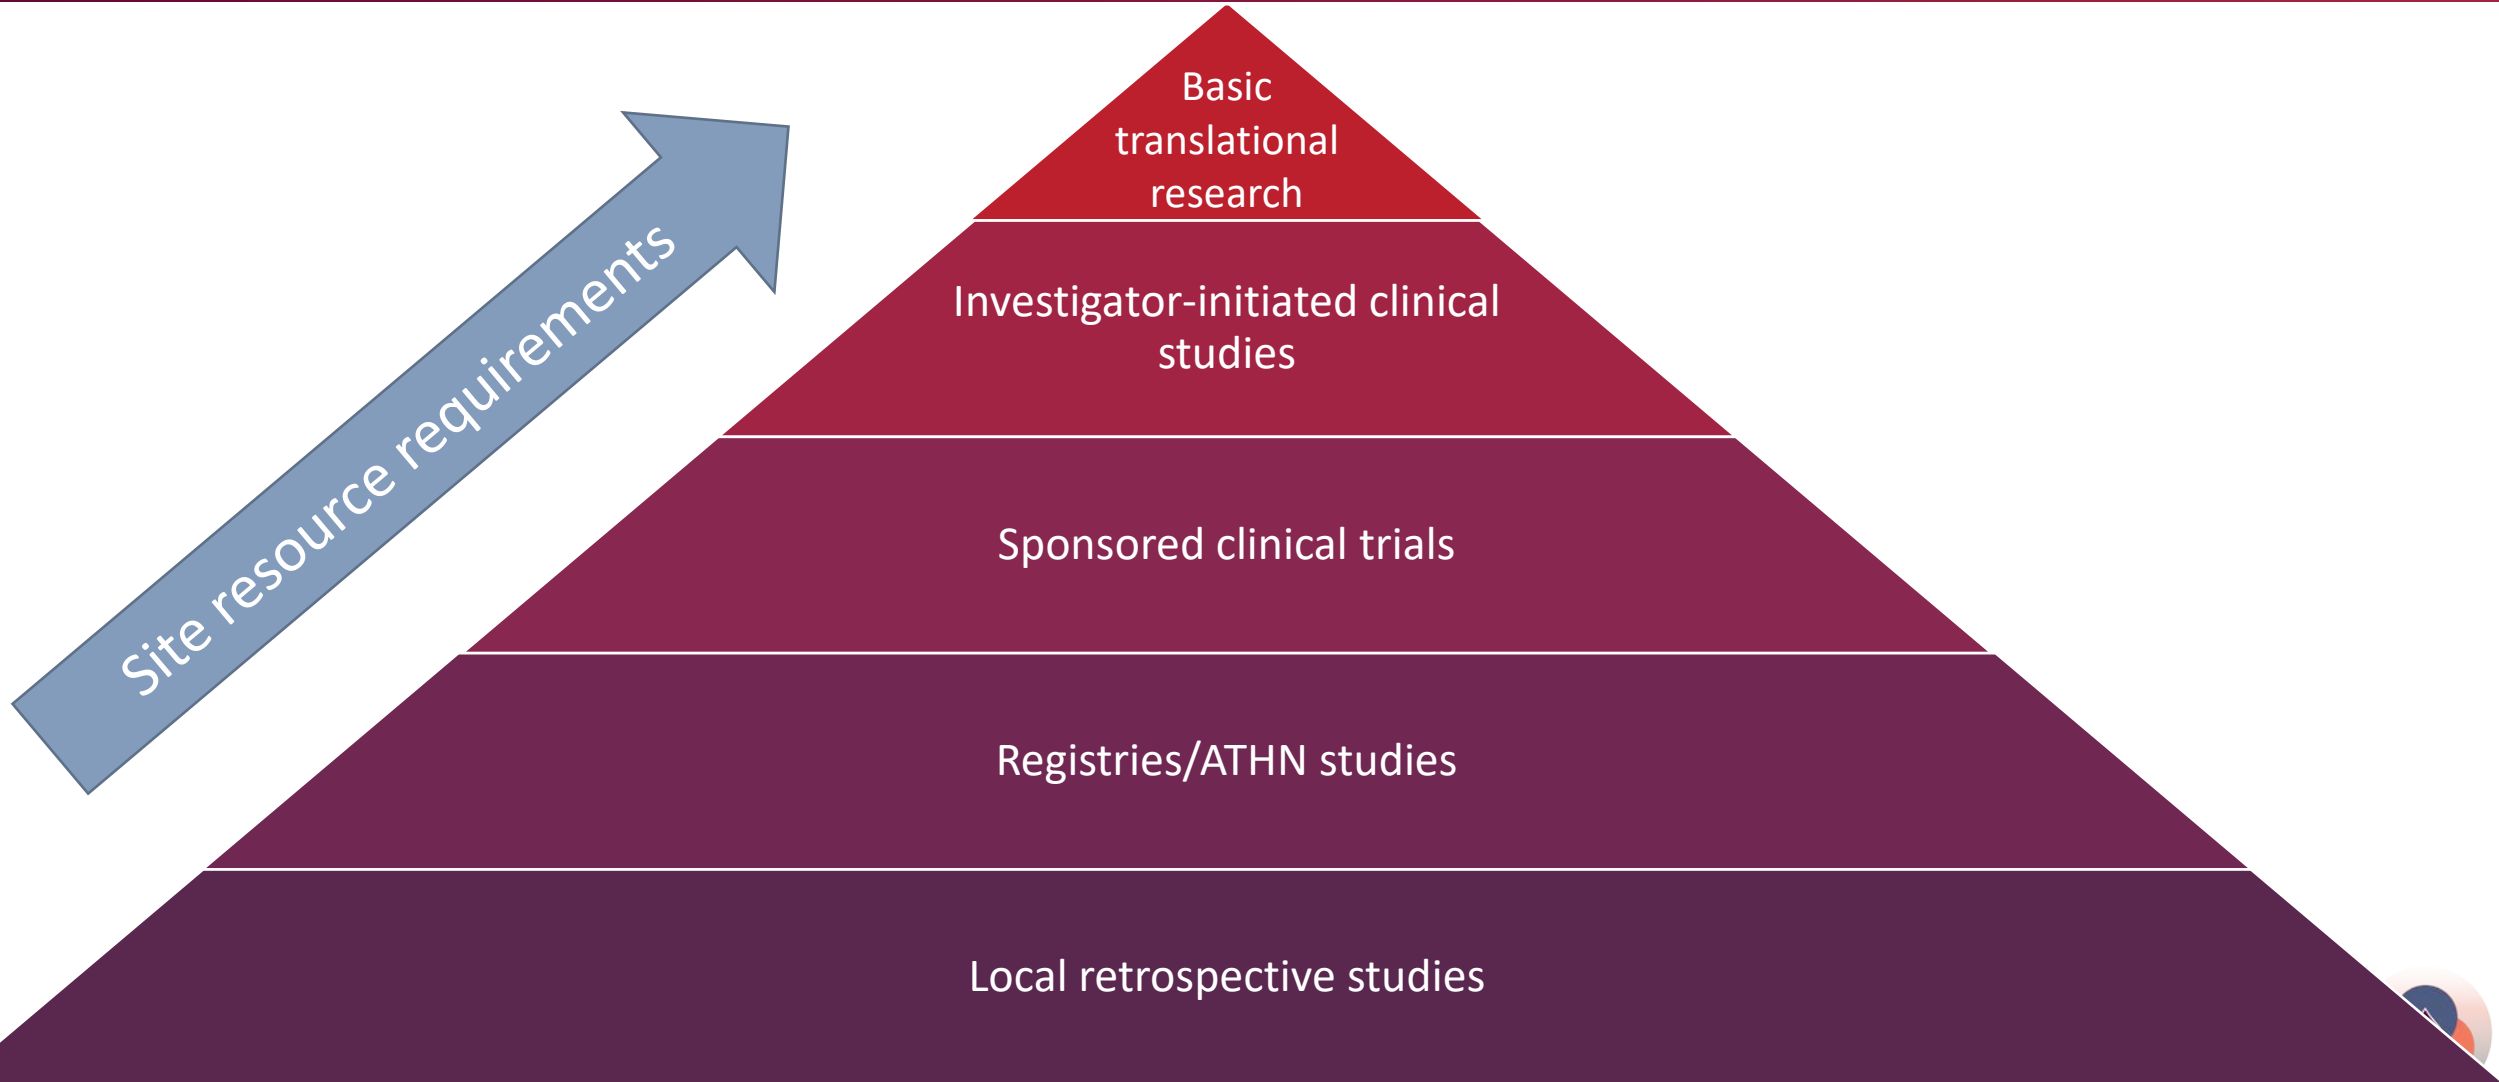 Basic
translational
research
Investigator-initiated clinical
studies
Site resource requirements
Sponsored clinical trials
Registries/ATHN studies
Local retrospective studies